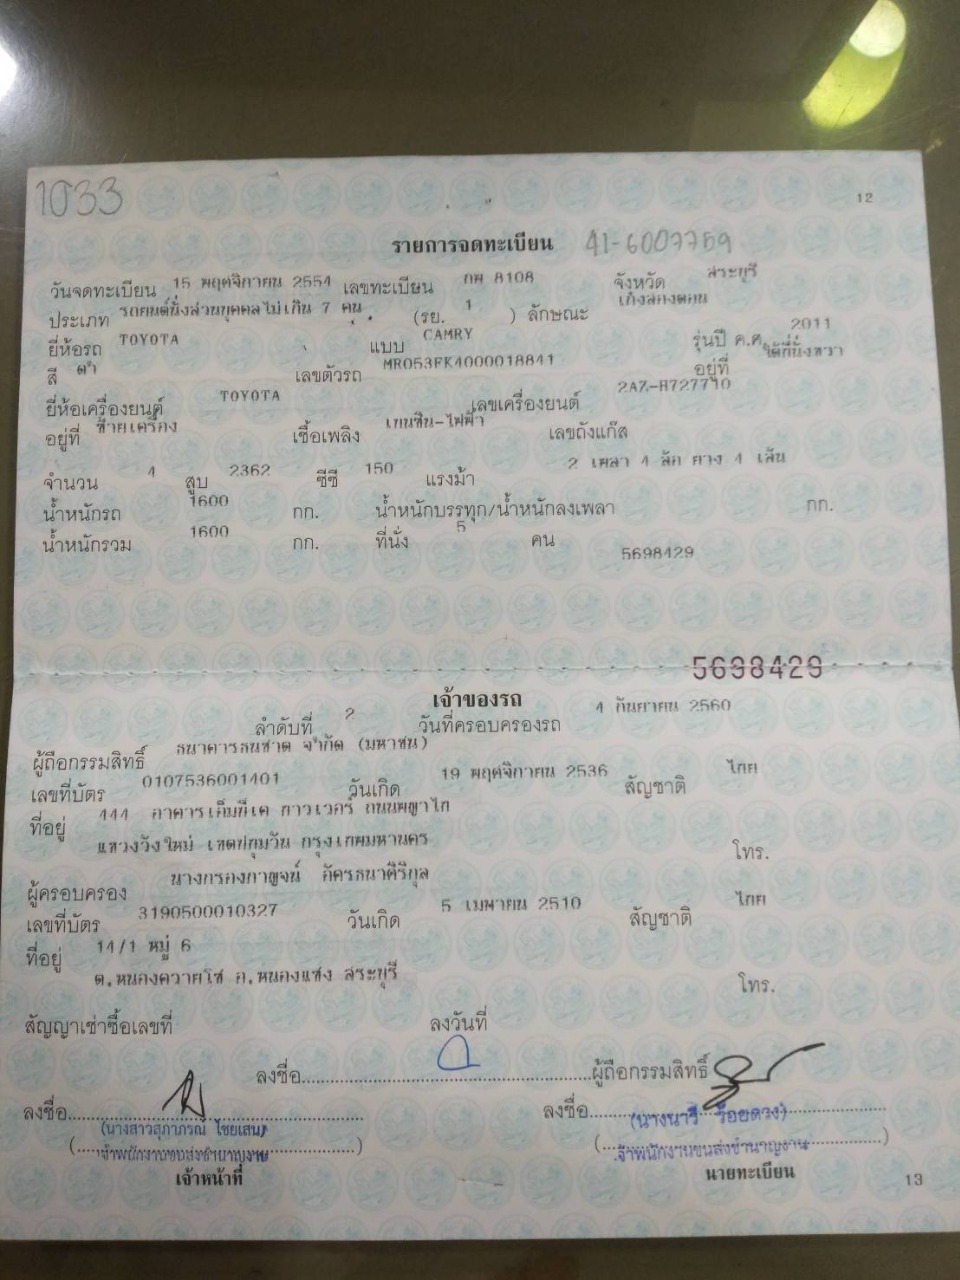 1033
12
รายการจดทะเบียน 41-6007759
วันจดทะเบียน 15 พฤศจิกายน 2554 เลขทะเบียน กผ 8108 จังหวัด สระบุรี
ประเภท รถยนต์นั่งส่วนบุคคลไม่เกิน 7 คน (รย. 1 ) ลักษณะ เก๋งสองตอน
ยี่ห้อรถ TOYOTA แบบ CAMRY รุ่นปี ค.ศ. 2011
สี ดำ เลขตัวรถ MR053FK4000018841 อยู่ที่ ใต้ที่นั่งขวา
ยี่ห้อเครื่องยนต์ TOYOTA เลขเครื่องยนต์ 2AZ-H727710
อยู่ที่ ซ้ายเครื่อง เชื้อเพลิง เบนซิน-ไฟฟ้า เลขถังแก๊ส
จำนวน 4 สูบ 2362 ซีซี 150 แรงม้า 2 เพลา 4 ล้อ ยาง 4 เส้น
น้ำหนักรถ 1600 กก. น้ำหนักบรรทุก/น้ำหนักลงเพลา กก.
น้ำหนักรวม 1600 กก. ที่นั่ง 5 คน
5698429
5698429
เจ้าของรถ
ลำดับที่ 2 วันที่ครอบครองรถ 4 กันยายน 2560
ผู้ถือกรรมสิทธิ์ ธนาคารธนชาต จำกัด (มหาชน)
เลขที่บัตร 0107536001401 วันเกิด 19 พฤศจิกายน 2536 สัญชาติ ไทย
ที่อยู่ 444 อาคารเอ็มบีเค ทาวเวอร์ ถนนพญาไท
แขวงวังใหม่ เขตปทุมวัน กรุงเทพมหานคร โทร.
ผู้ครอบครอง นางกรองกาญจน์ อัครธนาศิริกุล
เลขที่บัตร 3190500010327 วันเกิด 5 เมษายน 2510 สัญชาติ ไทย
ที่อยู่ 14/1 หมู่ 6
ต.หนองควายโซ อ.หนองแซง สระบุรี โทร.
สัญญาเช่าซื้อเลขที่ ลงวันที่
ลงชื่อ ผู้ถือกรรมสิทธิ์
ลงชื่อ ลงชื่อ
(นางสาวสุภาภรณ์ ไชยเสน) (นางนารี ร้อยดวง)
เจ้าพนักงานขนส่งชำนาญงาน เจ้าพนักงานขนส่งชำนาญงาน
เจ้าหน้าที่ นายทะเบียน
13